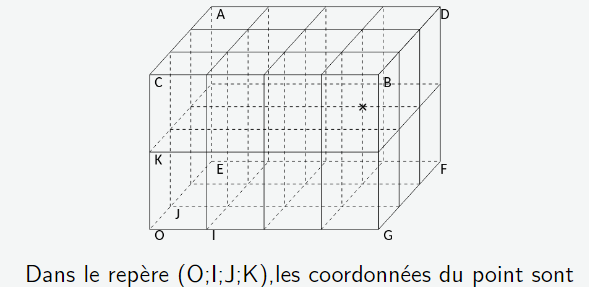 A D
C B
K E F
J
O I G
Dans le repère (O;I;J;K),les coordonnées du point sont